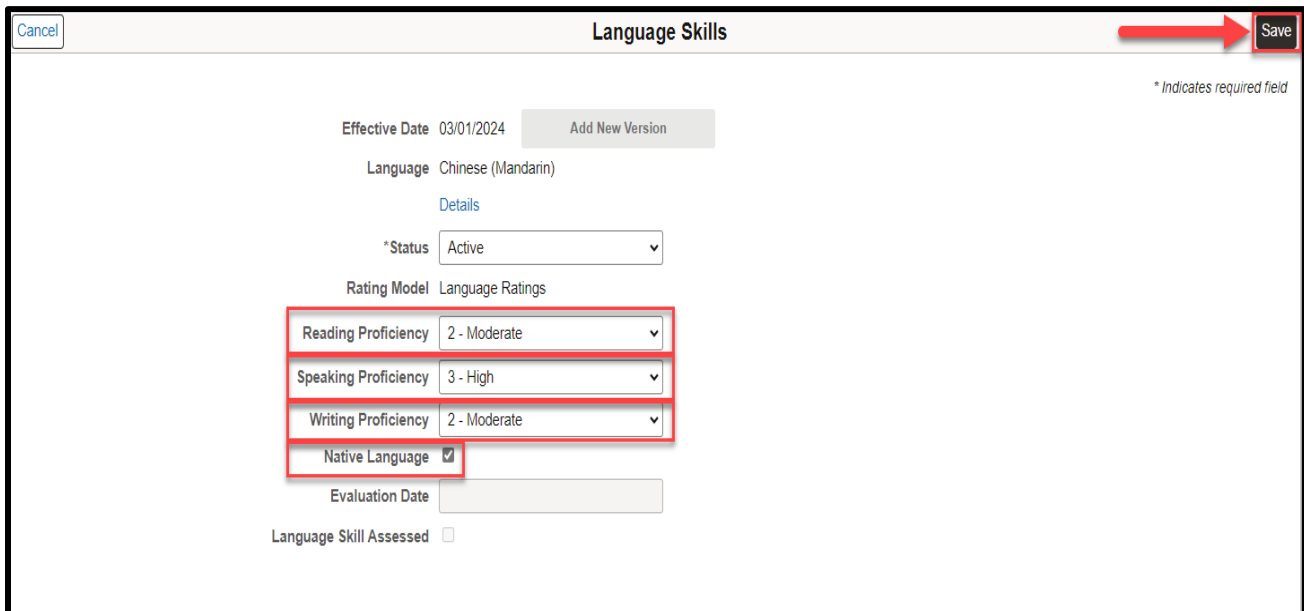 Cancel Language Skills Save
* Indicates required field
Effective Date 03/01/2024 Add New Version
Language Chinese (Mandarin)
Details
*Status Active
Rating Model Language Ratings
Reading Proficiency 2 - Moderate
Speaking Proficiency 3 - High
Writing Proficiency 2 - Moderate
Native Language
Evaluation Date
Language Skill Assessed